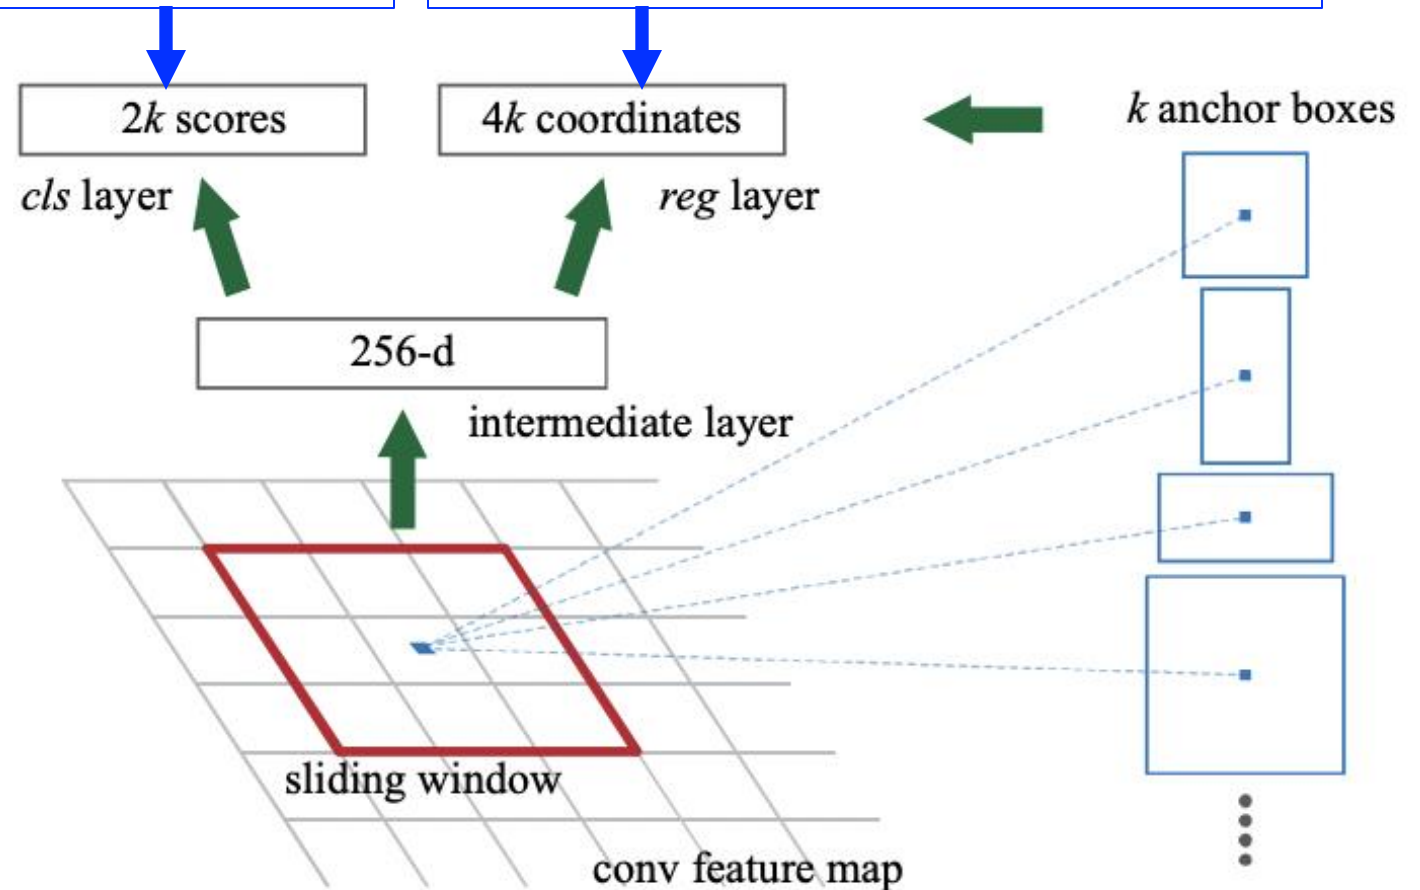 2k scores
4k coordinates
k anchor boxes
cls layer
reg layer
256-d
intermediate layer
sliding window
conv feature map